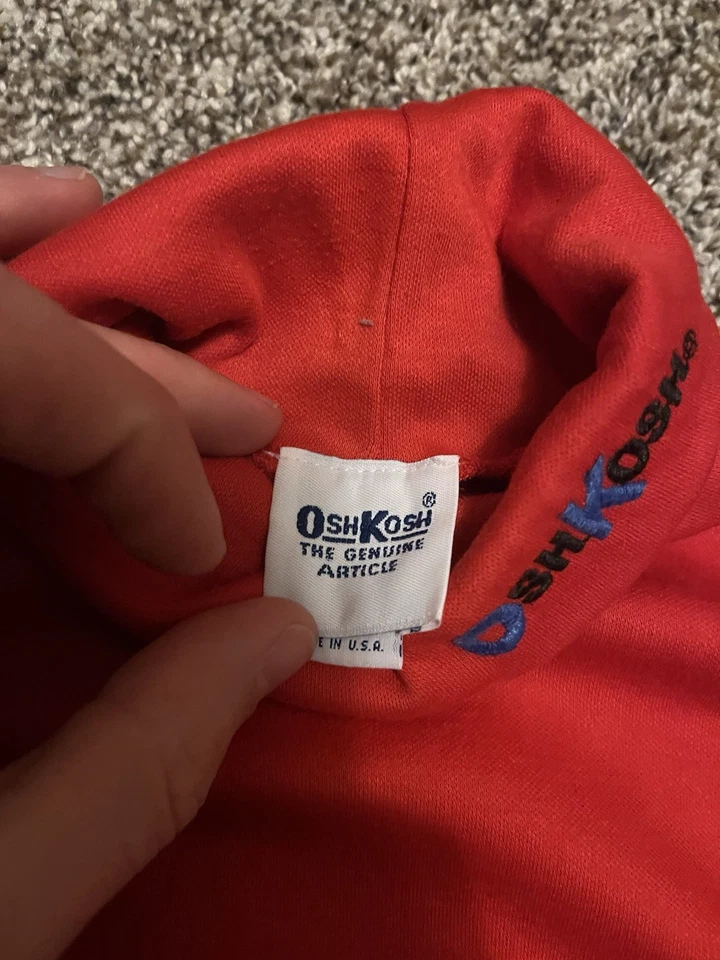 OSHKOSH®
THE GENUINE
ARTICLE
E IN U.S.A.
OSHKOSH®